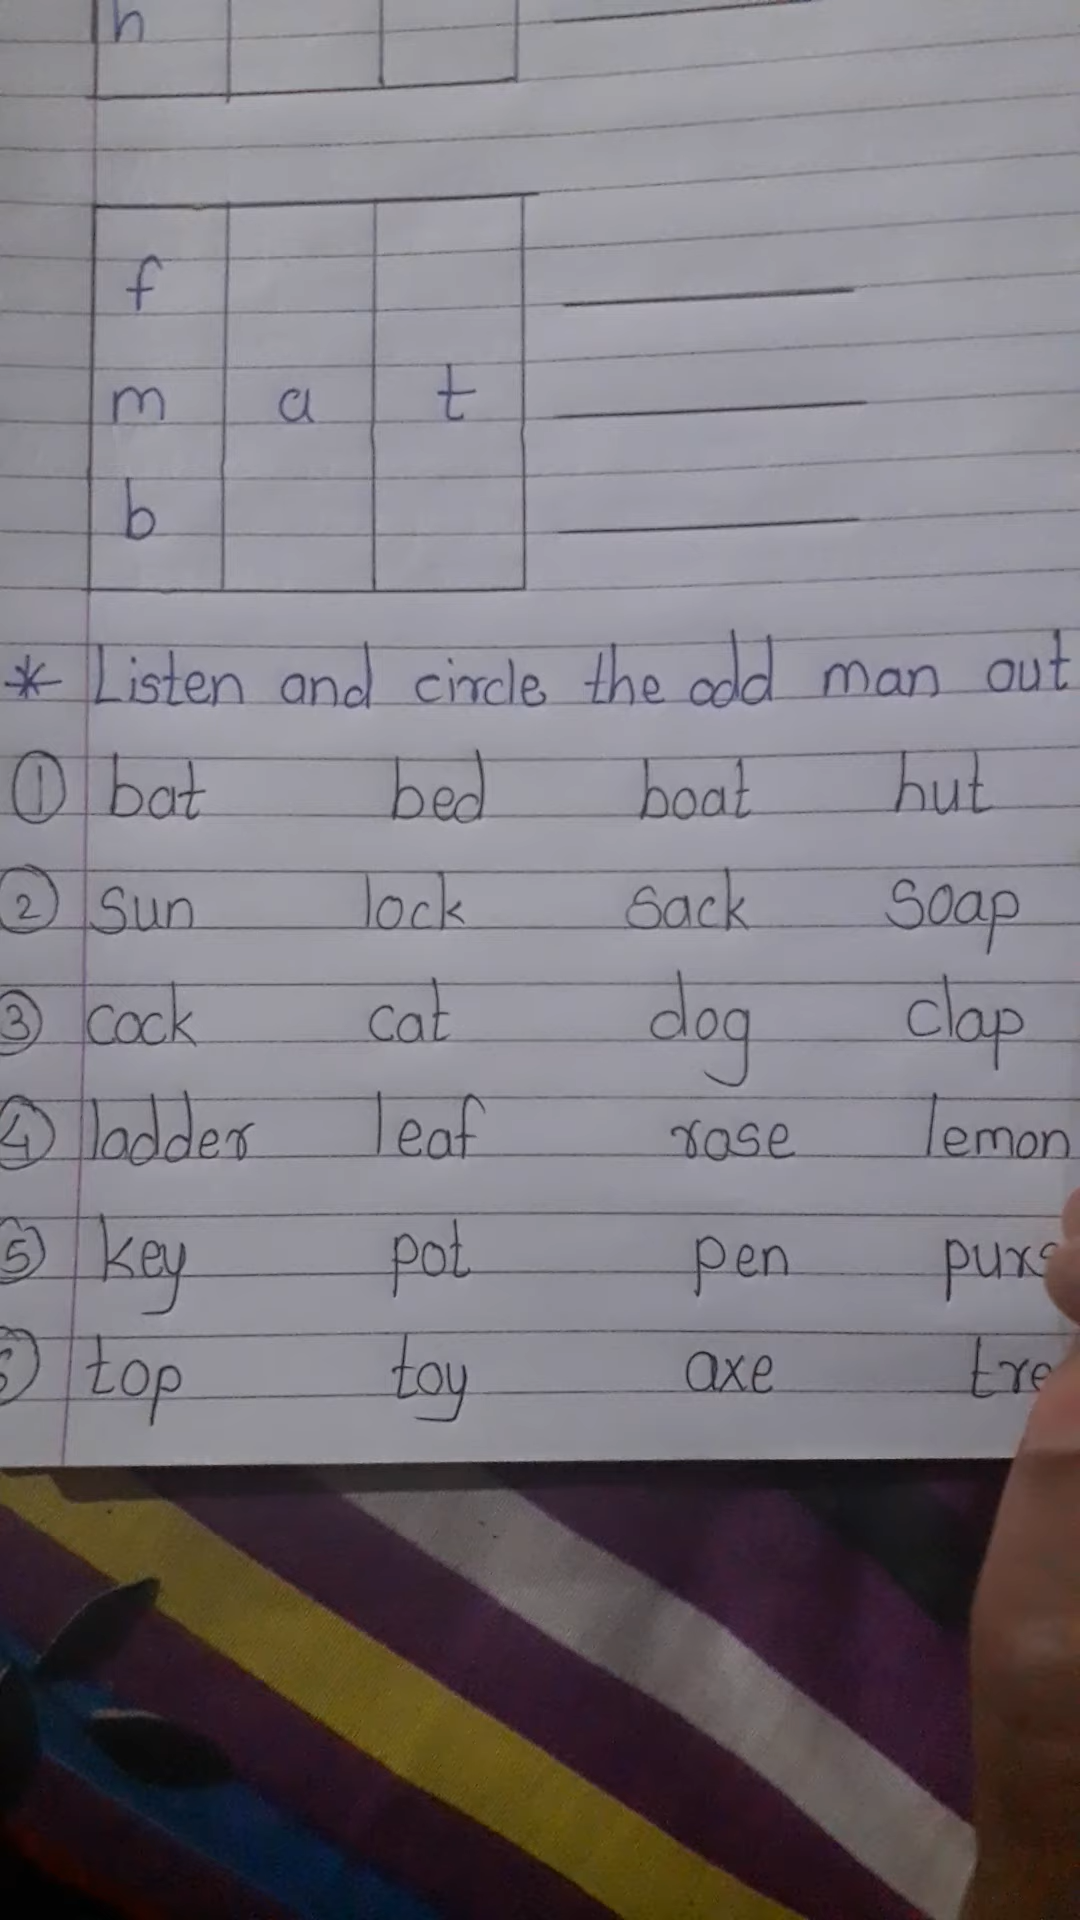 h
f
m a t
b
* Listen and circle the odd man out
① bat bed boat hut
② sun lock sack soap
③ cock cat dog clap
④ ladder leaf rose lemon
⑤ key pot pen
top toy axe